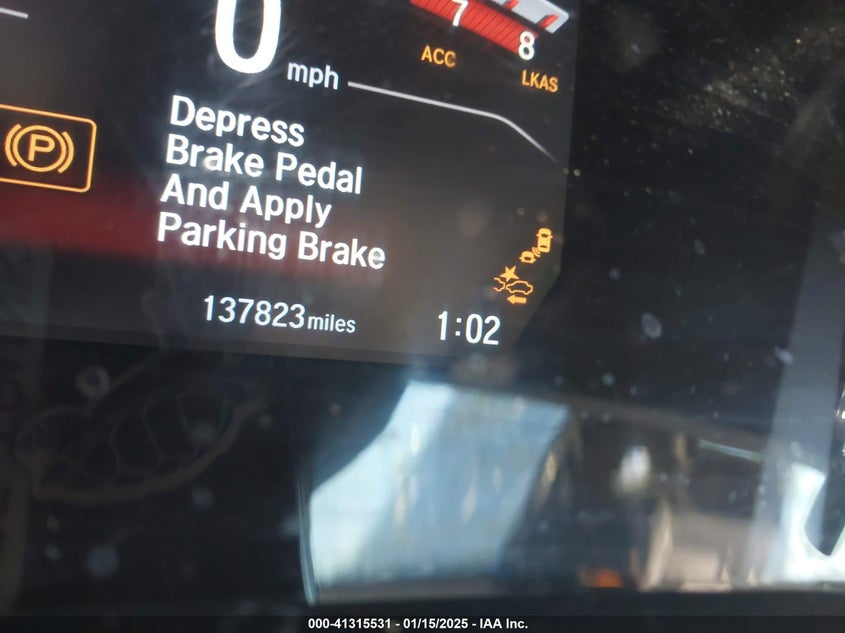 0 mph
7
8
ACC
LKAS
P
Depress
Brake Pedal
And Apply
Parking Brake
137823 miles
1:02
000-41315531 - 01/15/2025 - IAA Inc.